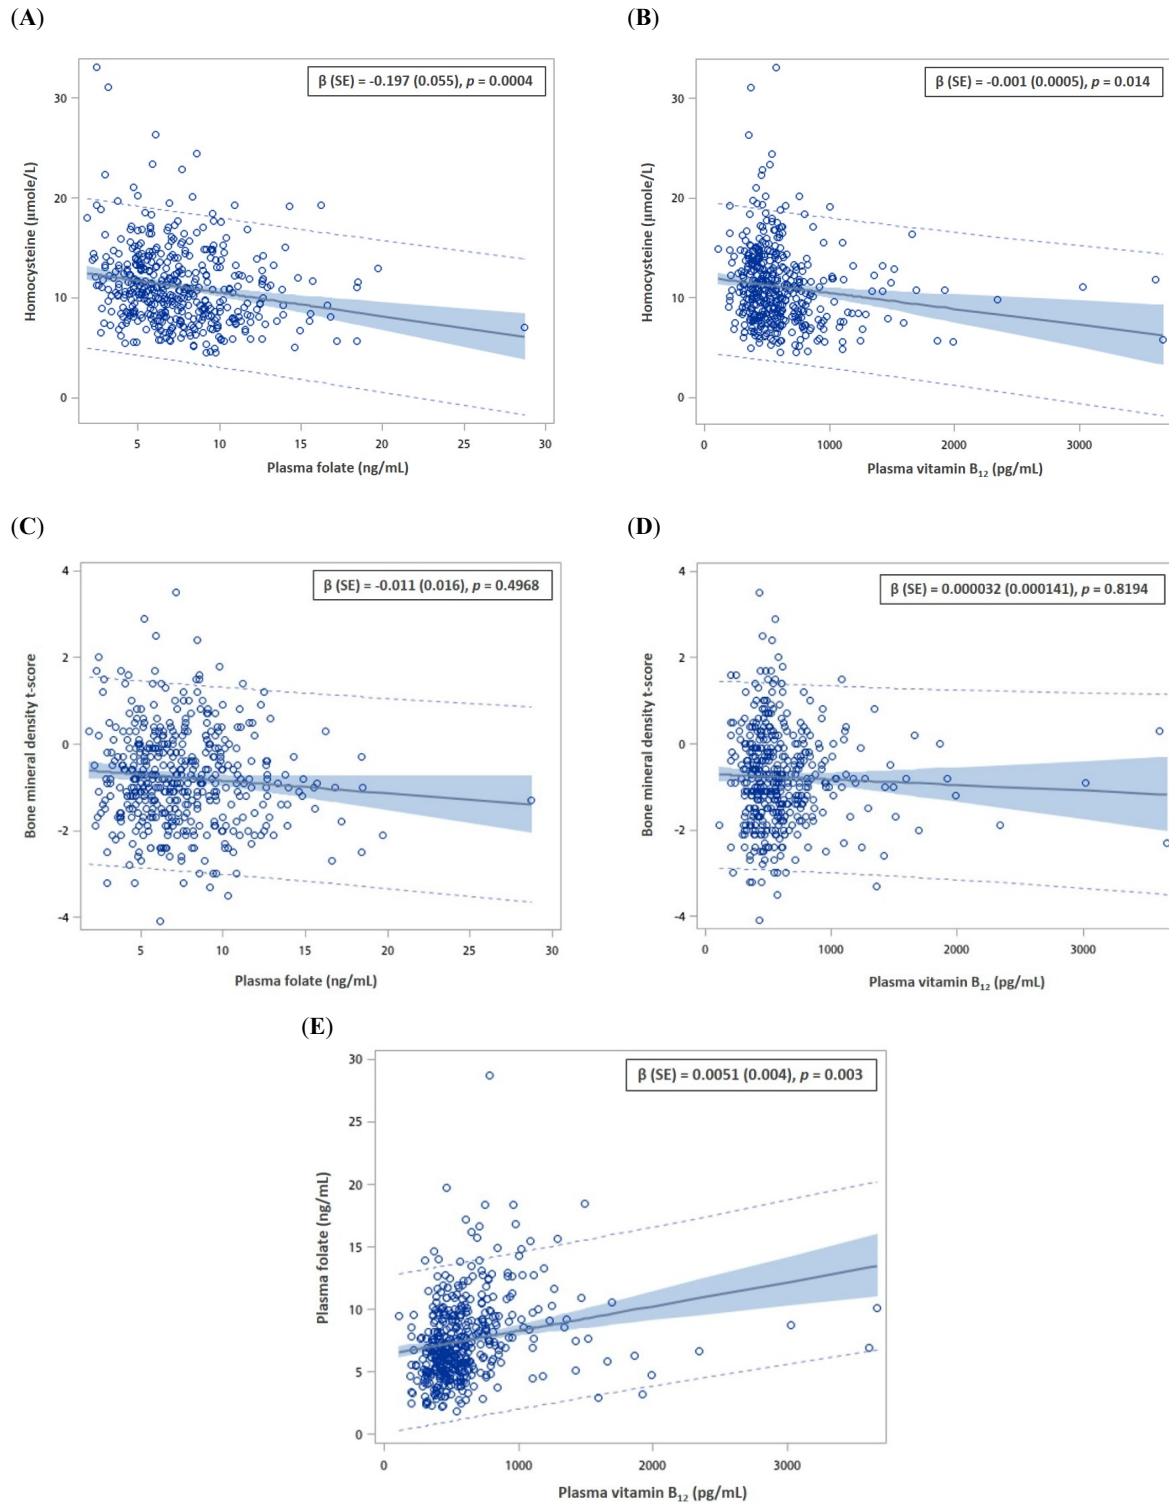 (A)
(B)
β (SE) = -0.197 (0.055), p = 0.0004
β (SE) = -0.001 (0.0005), p = 0.014
Homocysteine (µmole/L)
30
20
10
0
5
10
15
20
25
30
Plasma folate (ng/mL)
Homocysteine (µmole/L)
30
20
10
0
0
1000
2000
3000
Plasma vitamin B12 (pg/mL)
(C)
(D)
β (SE) = -0.011 (0.016), p = 0.4968
β (SE) = 0.000032 (0.000141), p = 0.8194
Bone mineral density t-score
4
2
0
-2
-4
5
10
15
20
25
30
Plasma folate (ng/mL)
Bone mineral density t-score
4
2
0
-2
-4
0
1000
2000
3000
Plasma vitamin B12 (pg/mL)
(E)
β (SE) = 0.0051 (0.004), p = 0.003
Plasma folate (ng/mL)
30
25
20
15
10
5
0
0
1000
2000
3000
Plasma vitamin B12 (pg/mL)